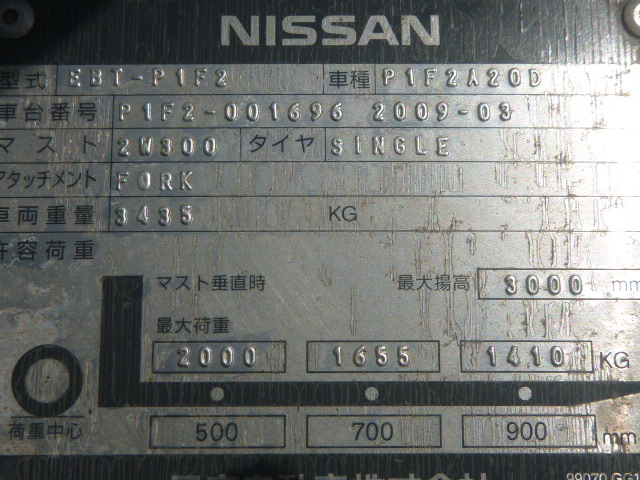 NISSAN
型式 EBT-P1F2 車種 P1F2A20D
車台番号 P1F2-001696 2009-03
マスト 2W300 タイヤ SINGLE
アタッチメント FORK
車両重量 3435 KG
許容荷重
マスト垂直時 最大揚高 3000 mm
最大荷重
2000 1655 1410 KG
荷重中心 500 700 900 mm